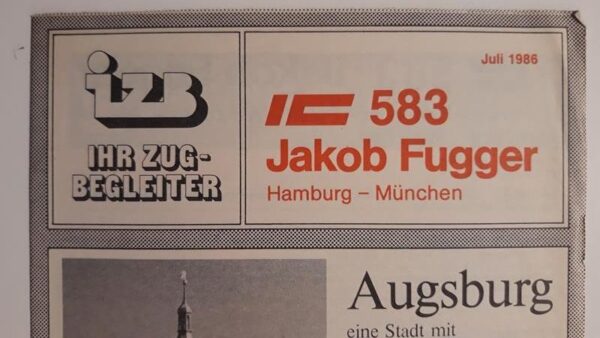 izb
IHR ZUG-
BEGLEITER
Juli 1986
IC 583
Jakob Fugger
Hamburg – München
Augsburg
eine Stadt mit